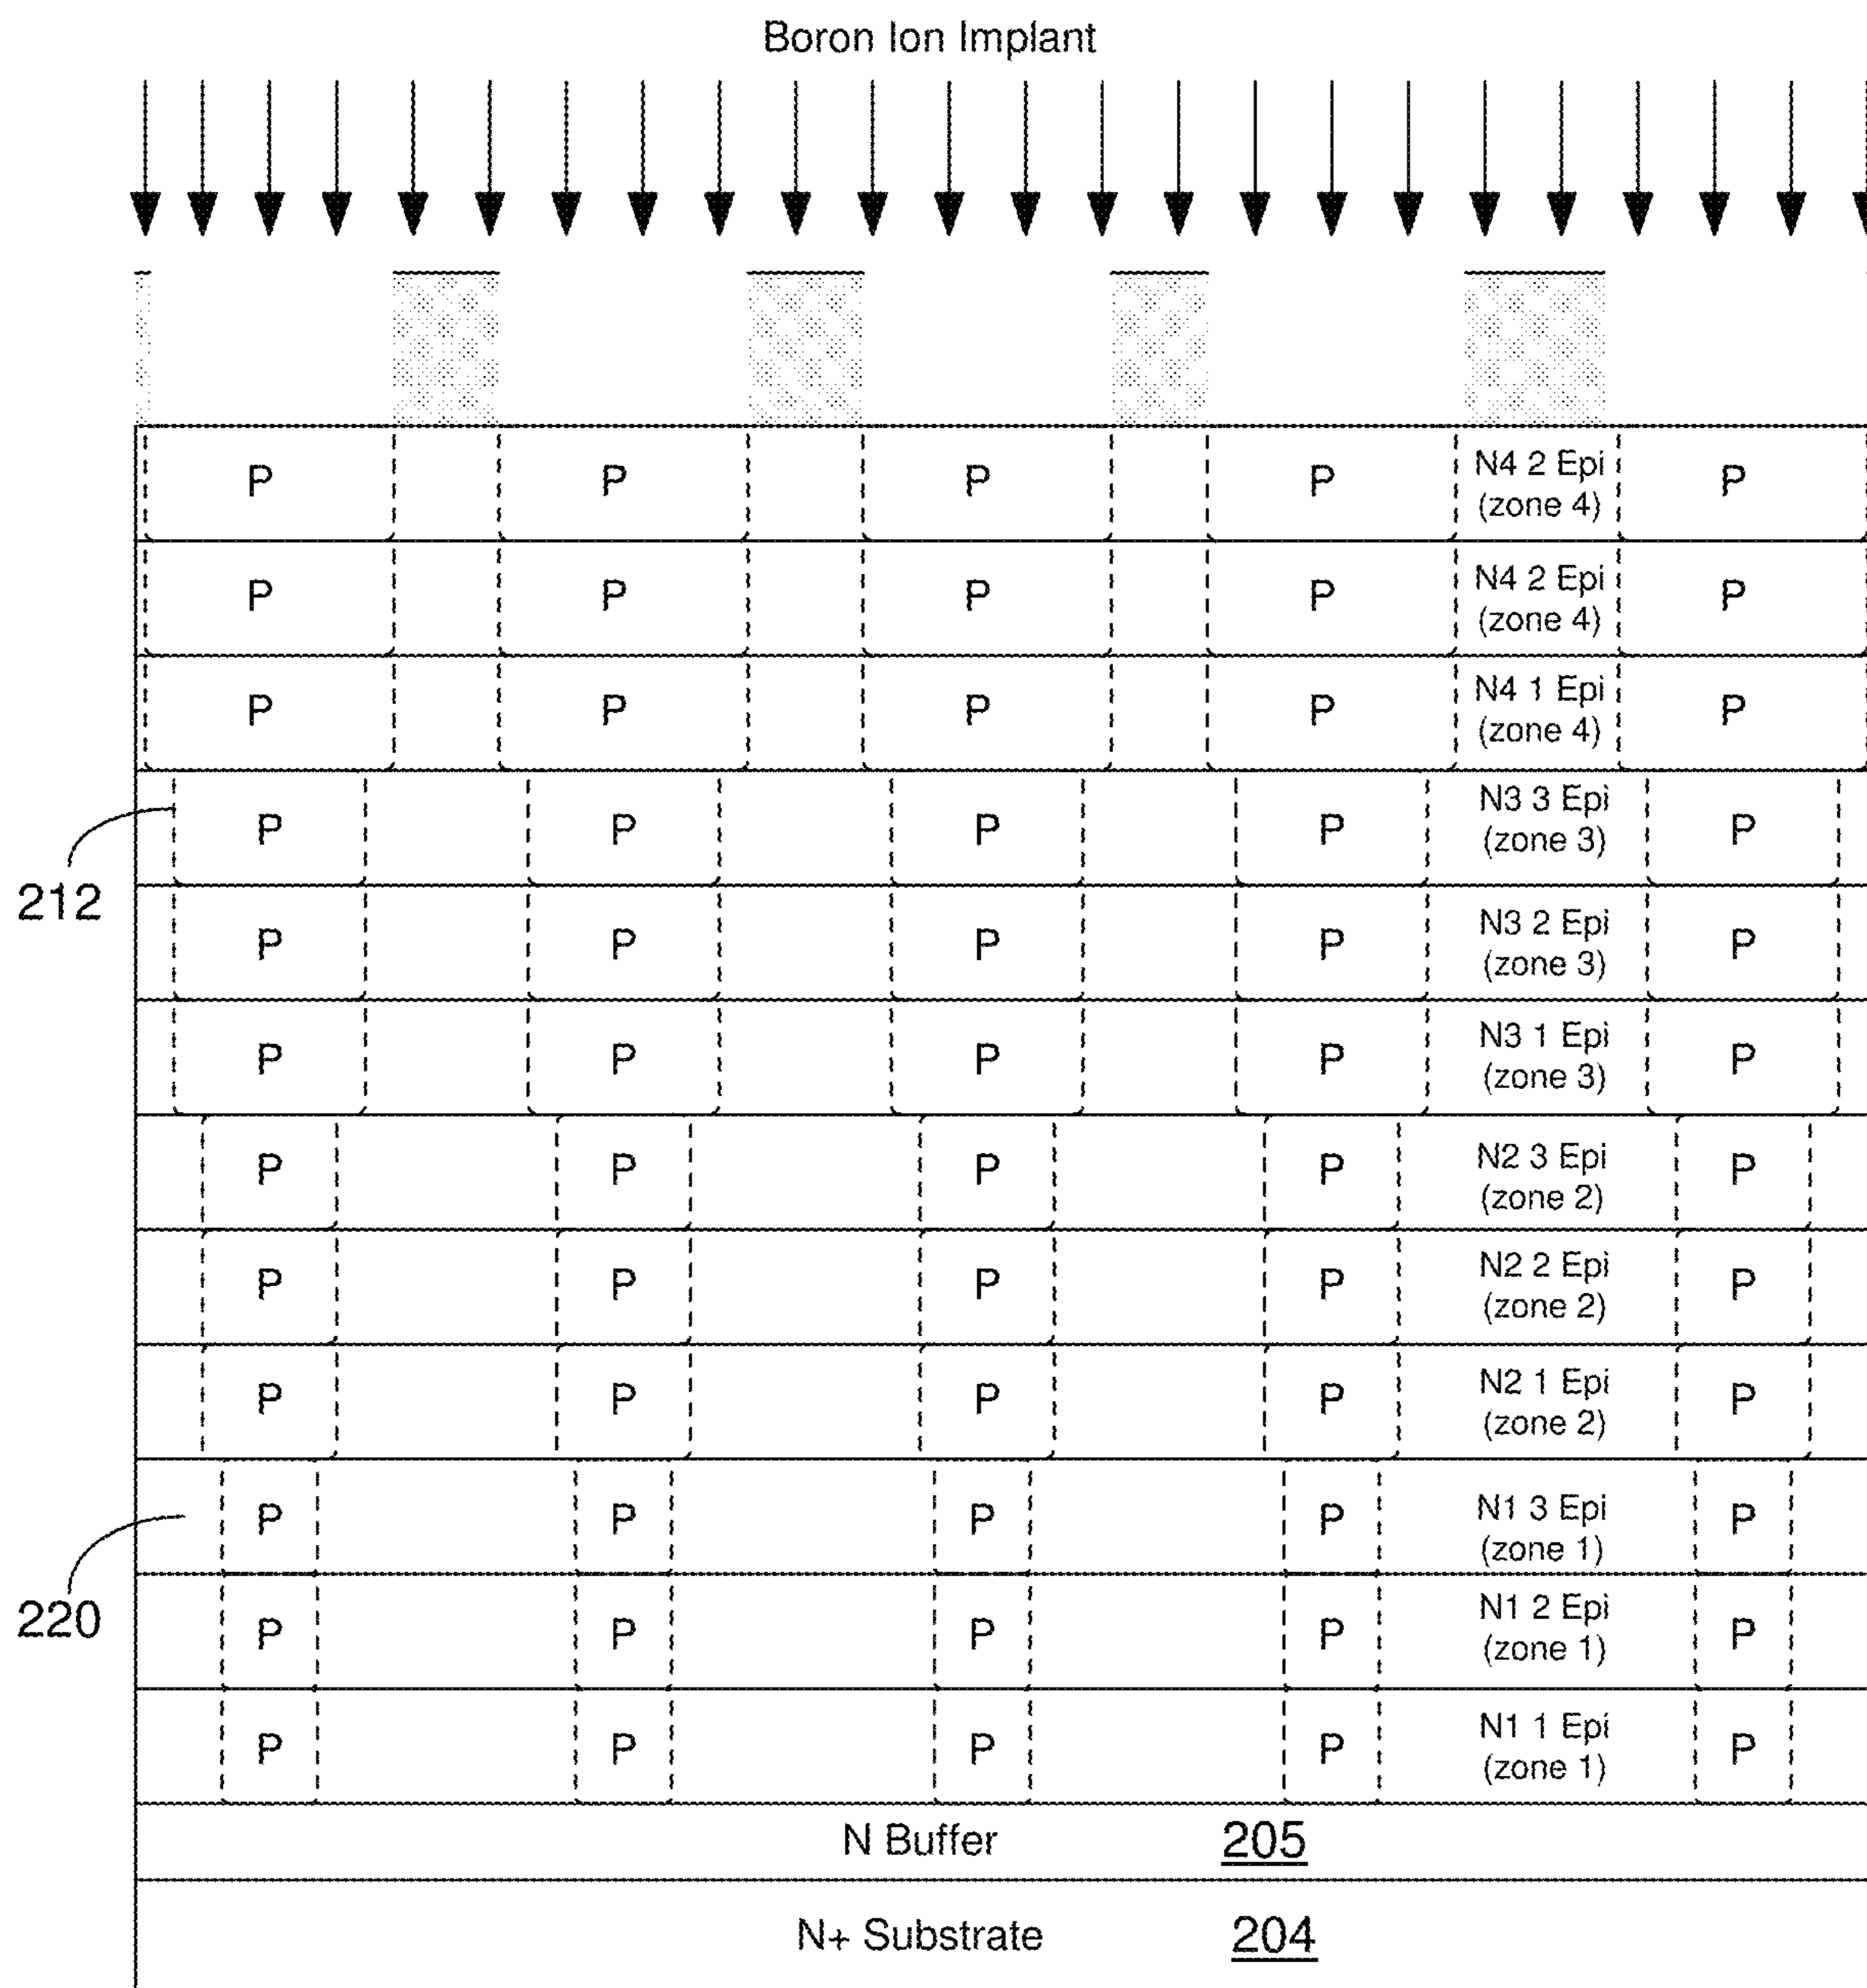 Boron Ion Implant
P P P P N4 2 Epi P
(zone 4)
P P P P N4 2 Epi P
(zone 4)
P P P P N4 1 Epi P
(zone 4)
P P P P N3 3 Epi P
(zone 3)
212
P P P P N3 2 Epi P
(zone 3)
P P P P N3 1 Epi P
(zone 3)
P P P P N2 3 Epi P
(zone 2)
P P P P N2 2 Epi P
(zone 2)
P P P P N2 1 Epi P
(zone 2)
P P P P N1 3 Epi P
(zone 1)
220
P P P P N1 2 Epi P
(zone 1)
P P P P N1 1 Epi P
(zone 1)
N Buffer 205
N+ Substrate 204